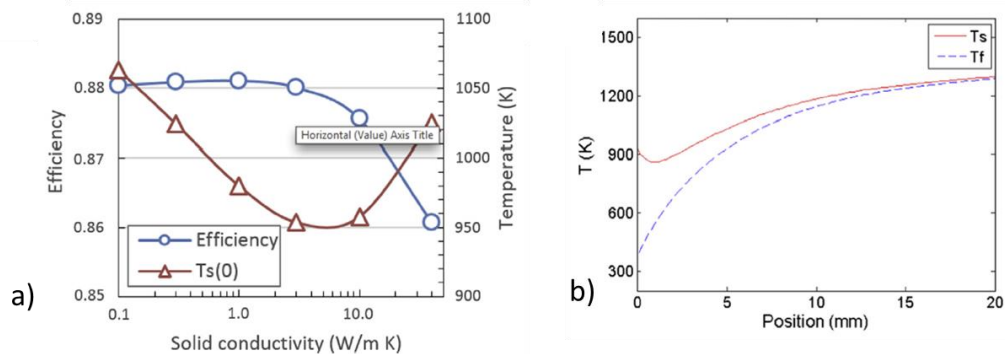 0.89
0.88
0.87
0.86
0.85
Efficiency
1100
1050
1000
950
900
Temperature (K)
Horizontal (Value) Axis Title
Efficiency
Ts(0)
0.1
1.0
10.0
Solid conductivity (W/m K)
a)
1500
1200
900
600
300
T (K)
Ts
Tf
0
5
10
15
20
Position (mm)
b)